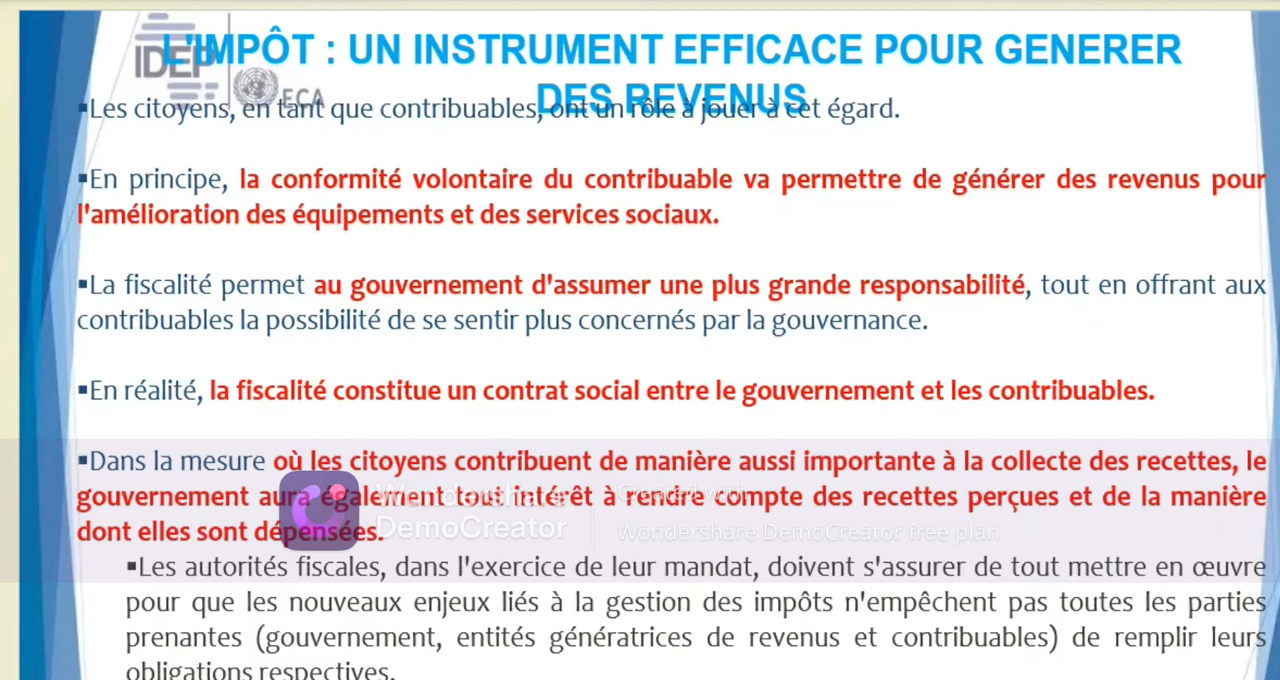 L'IMPÔT : UN INSTRUMENT EFFICACE POUR GENERER
DES REVENUS
IDEP
ECA
▪Les citoyens, en tant que contribuables, ont un rôle à jouer à cet égard.
▪En principe, la conformité volontaire du contribuable va permettre de générer des revenus pour
l'amélioration des équipements et des services sociaux.
▪La fiscalité permet au gouvernement d'assumer une plus grande responsabilité, tout en offrant aux
contribuables la possibilité de se sentir plus concernés par la gouvernance.
▪En réalité, la fiscalité constitue un contrat social entre le gouvernement et les contribuables.
▪Dans la mesure où les citoyens contribuent de manière aussi importante à la collecte des recettes, le
gouvernement aura également tout intérêt à rendre compte des recettes perçues et de la manière
dont elles sont dépensées.
Wondershare
DemoCreator
Created with
Wondershare DemoCreator free plan
▪Les autorités fiscales, dans l'exercice de leur mandat, doivent s'assurer de tout mettre en œuvre
pour que les nouveaux enjeux liés à la gestion des impôts n'empêchent pas toutes les parties
prenantes (gouvernement, entités génératrices de revenus et contribuables) de remplir leurs
obligations respectives.